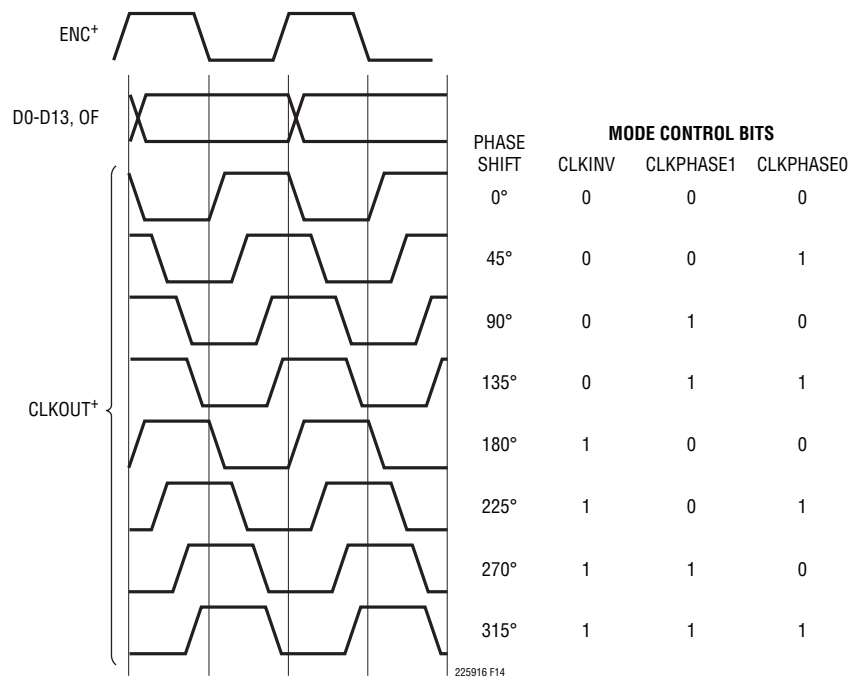 ENC+
D0-D13, OF
CLKOUT+
MODE CONTROL BITS
PHASE
SHIFT CLKINV CLKPHASE1 CLKPHASE0
0° 0 0 0
45° 0 0 1
90° 0 1 0
135° 0 1 1
180° 1 0 0
225° 1 0 1
270° 1 1 0
315° 1 1 1
225916 F14